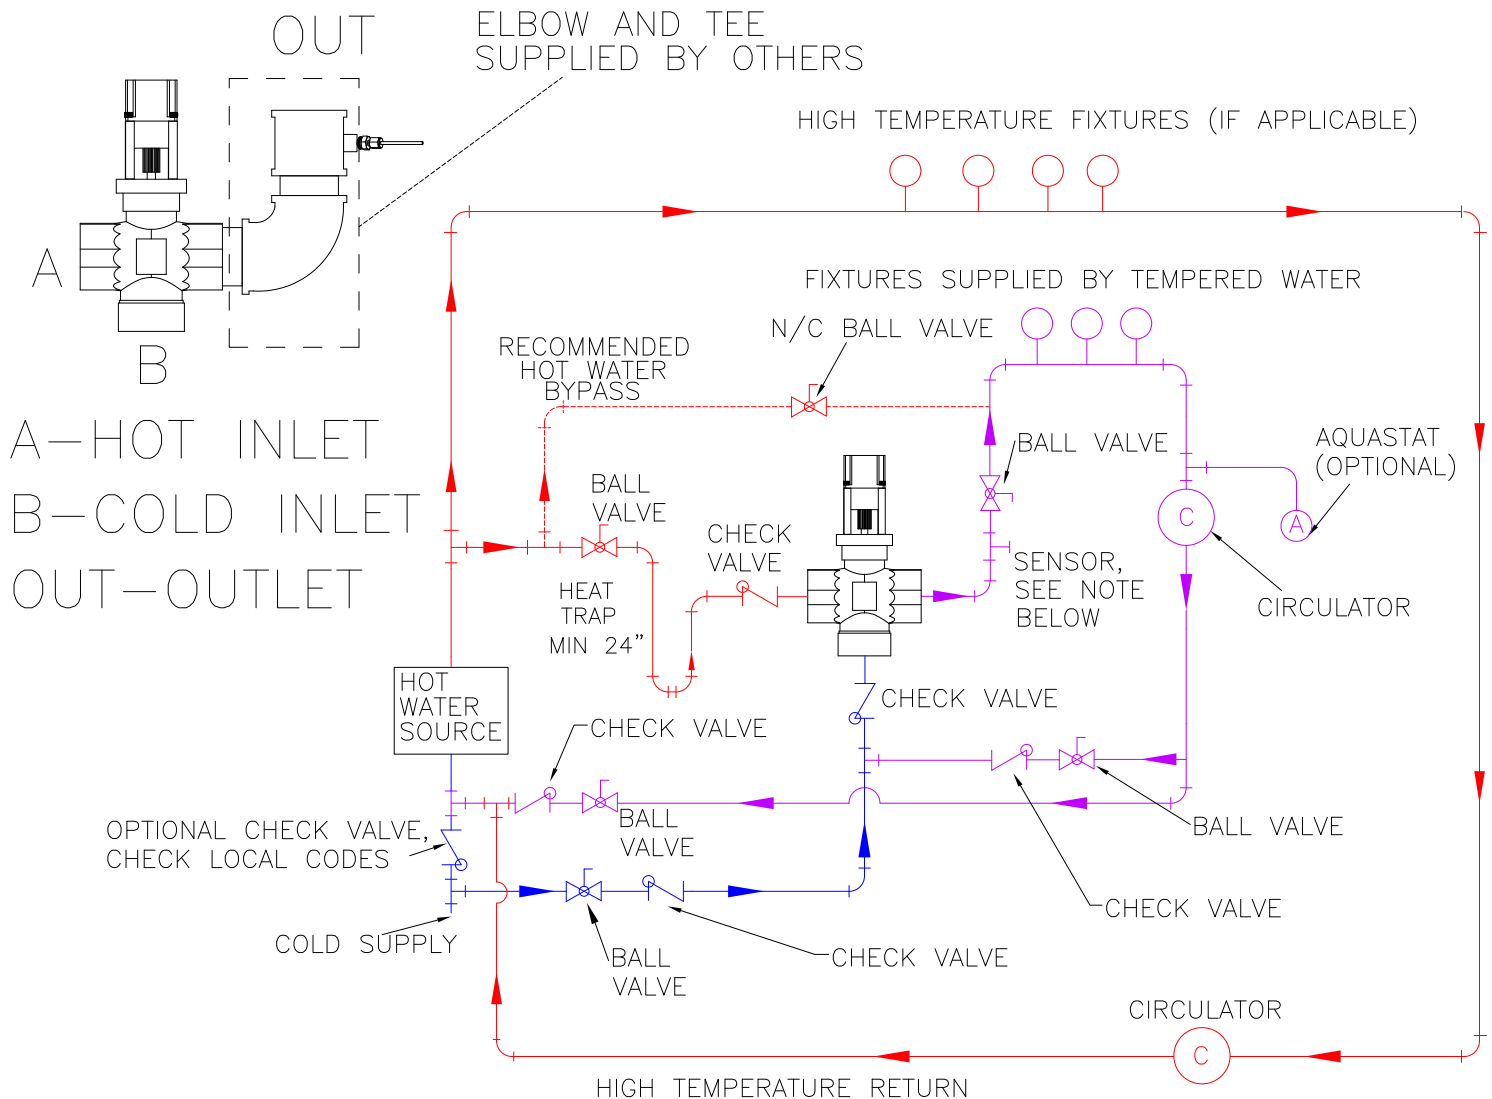 OUT
ELBOW AND TEE
SUPPLIED BY OTHERS
A
B
A-HOT INLET
B-COLD INLET
OUT-OUTLET
HIGH TEMPERATURE FIXTURES (IF APPLICABLE)
FIXTURES SUPPLIED BY TEMPERED WATER
N/C BALL VALVE
RECOMMENDED
HOT WATER
BYPASS
BALL VALVE
AQUASTAT
(OPTIONAL)
BALL
VALVE
C
A
CHECK
VALVE
SENSOR,
SEE NOTE
BELOW
HEAT
TRAP
MIN 24"
CIRCULATOR
HOT
WATER
SOURCE
CHECK VALVE
CHECK VALVE
BALL
VALVE
BALL VALVE
OPTIONAL CHECK VALVE,
CHECK LOCAL CODES
CHECK VALVE
COLD SUPPLY
BALL
VALVE
CHECK VALVE
CIRCULATOR
C
HIGH TEMPERATURE RETURN